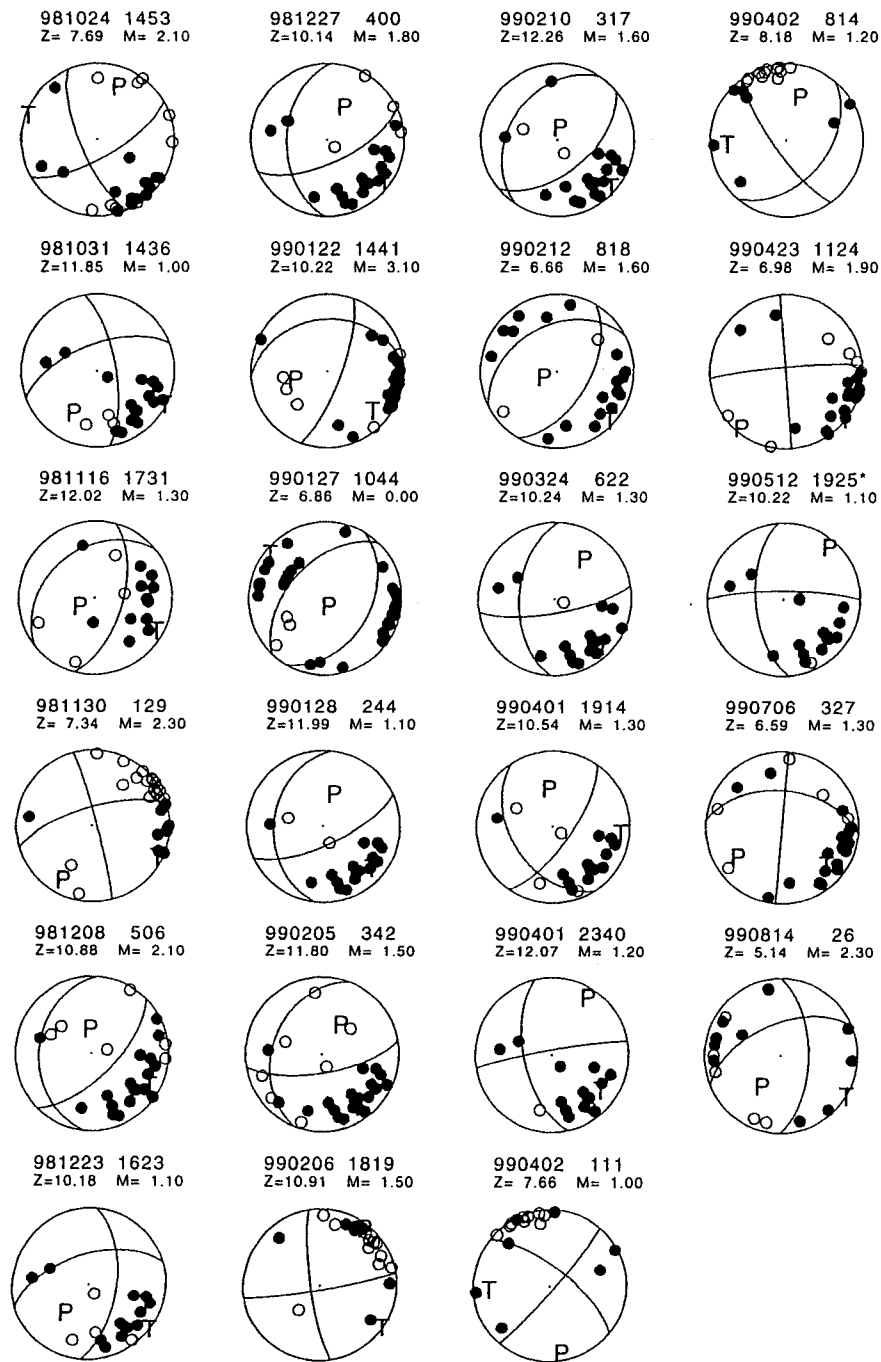 981024 1453
Z= 7.69 M= 2.10
P
T
981227 400
Z=10.14 M= 1.80
P
T
990210 317
Z=12.26 M= 1.60
P
T
990402 814
Z= 8.18 M= 1.20
P
T
981031 1436
Z=11.85 M= 1.00
P
T
990122 1441
Z=10.22 M= 3.10
P
T
990212 818
Z= 6.66 M= 1.60
P
T
990423 1124
Z= 6.98 M= 1.90
P
T
981116 1731
Z=12.02 M= 1.30
P
T
990127 1044
Z= 6.86 M= 0.00
T
P
990324 622
Z=10.24 M= 1.30
P
T
990512 1925*
Z=10.22 M= 1.10
P
981130 129
Z= 7.34 M= 2.30
T
P
990128 244
Z=11.99 M= 1.10
P
T
990401 1914
Z=10.54 M= 1.30
P
T
990706 327
Z= 6.59 M= 1.30
P
T
981208 506
Z=10.88 M= 2.10
P
T
990205 342
Z=11.80 M= 1.50
P
T
990401 2340
Z=12.07 M= 1.20
P
T
990814 26
Z= 5.14 M= 2.30
P
T
981223 1623
Z=10.18 M= 1.10
P
T
990206 1819
Z=10.91 M= 1.50
T
990402 111
Z= 7.66 M= 1.00
T
P